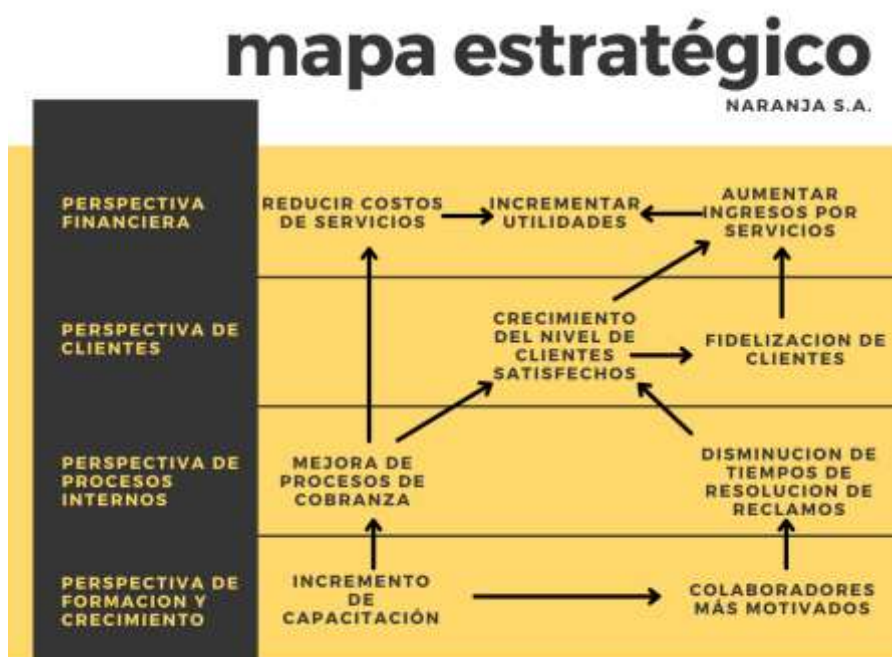 mapa estratégico
NARANJA S.A.
PERSPECTIVA
FINANCIERA
REDUCIR COSTOS
DE SERVICIOS
INCREMENTAR
UTILIDADES
AUMENTAR
INGRESOS POR
SERVICIOS
PERSPECTIVA DE
CLIENTES
CRECIMIENTO
DEL NIVEL DE
CLIENTES
SATISFECHOS
FIDELIZACION DE
CLIENTES
PERSPECTIVA DE
PROCESOS
INTERNOS
MEJORA DE
PROCESOS DE
COBRANZA
DISMINUCION DE
TIEMPOS DE
RESOLUCION DE
RECLAMOS
PERSPECTIVA DE
FORMACION Y
CRECIMIENTO
INCREMENTO
DE
CAPACITACIÓN
COLABORADORES
MÁS MOTIVADOS